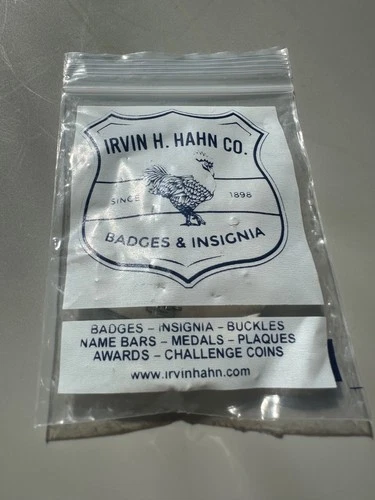 IRVIN H. HAHN CO.
SINCE 1898
BADGES & INSIGNIA
BADGES – INSIGNIA – BUCKLES
NAME BARS – MEDALS – PLAQUES
AWARDS – CHALLENGE COINS
www.irvinhahn.com